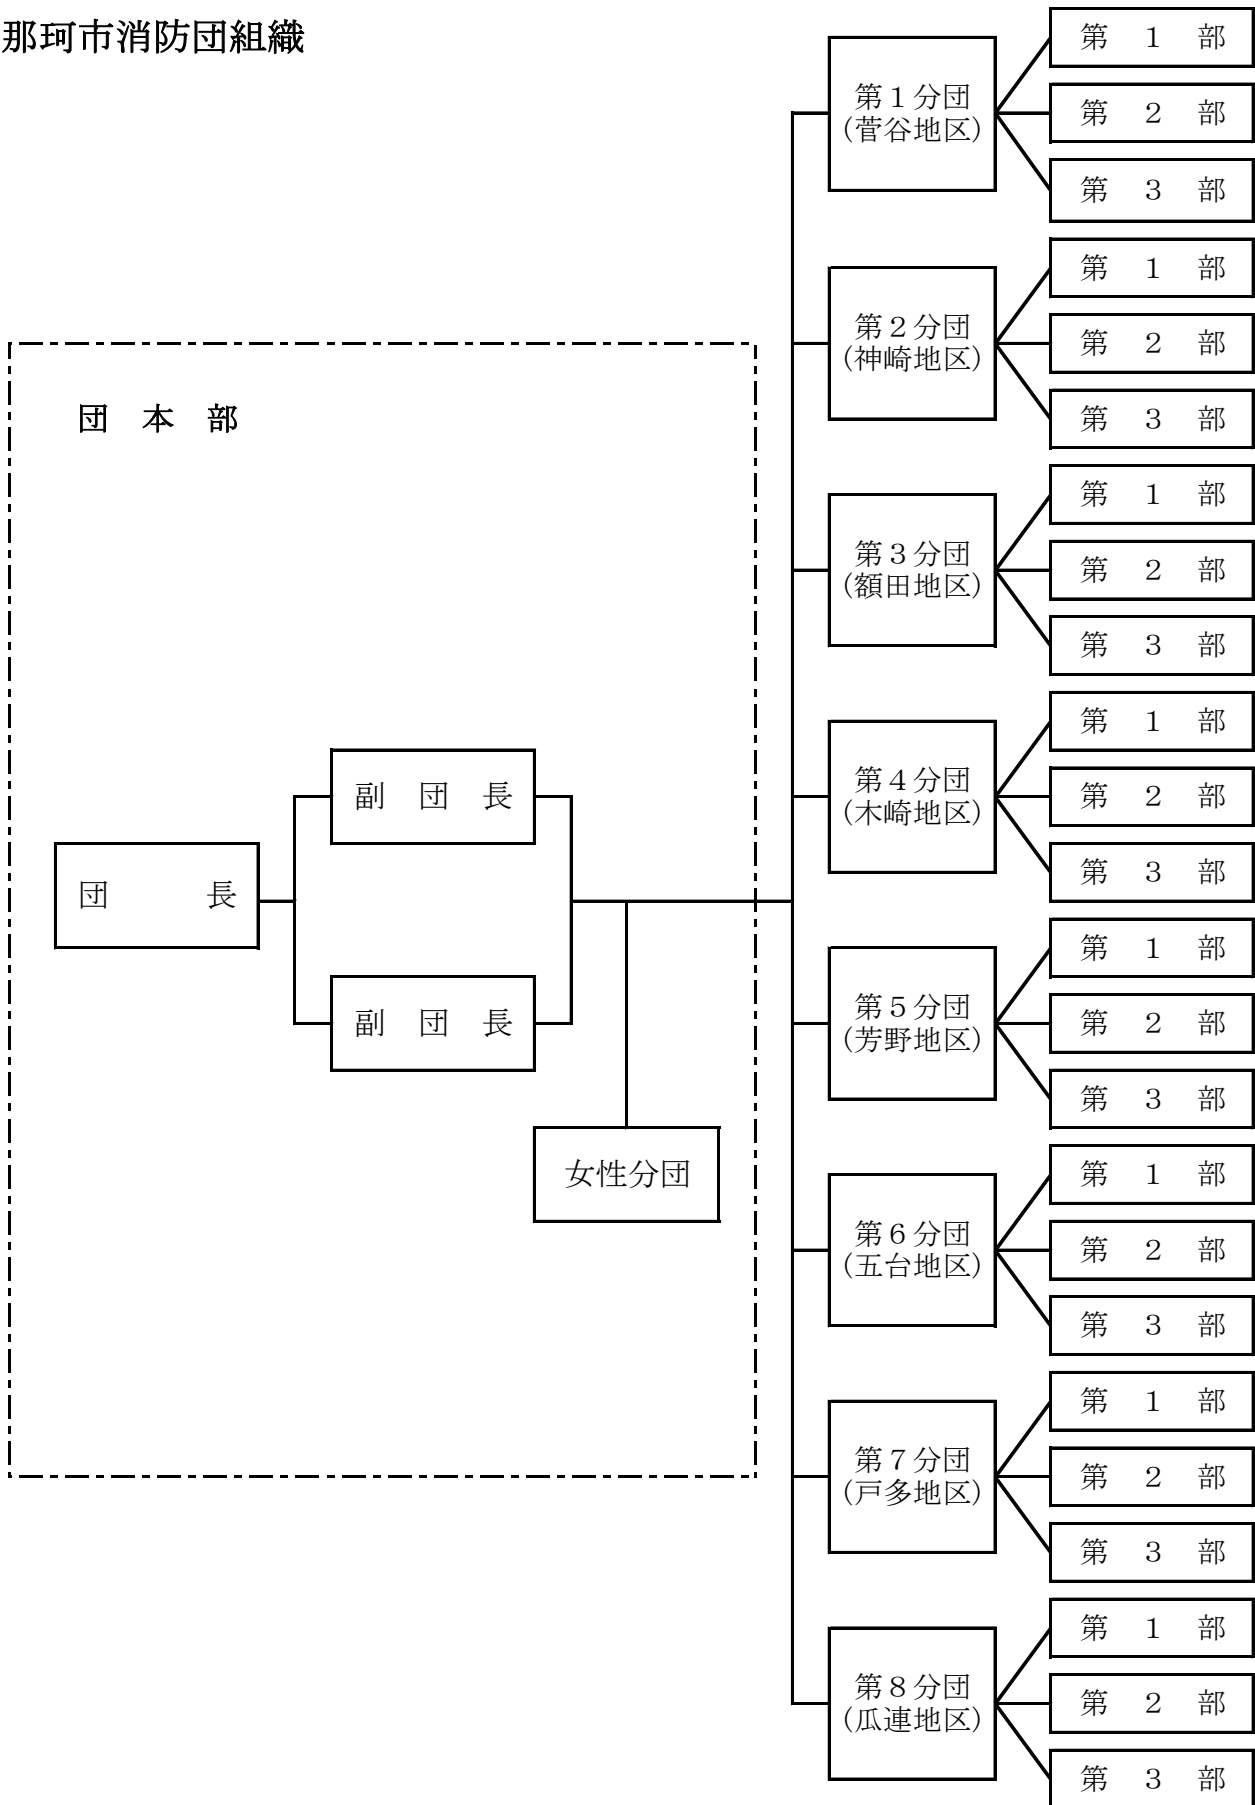 那珂市消防団組織
団本部
団長
副団長
副団長
女性分団
第１分団
(菅谷地区)
第１部
第２部
第３部
第２分団
(神崎地区)
第１部
第２部
第３部
第３分団
(額田地区)
第１部
第２部
第３部
第４分団
(木崎地区)
第１部
第２部
第３部
第５分団
(芳野地区)
第１部
第２部
第３部
第６分団
(五台地区)
第１部
第２部
第３部
第７分団
(戸多地区)
第１部
第２部
第３部
第８分団
(瓜連地区)
第１部
第２部
第３部